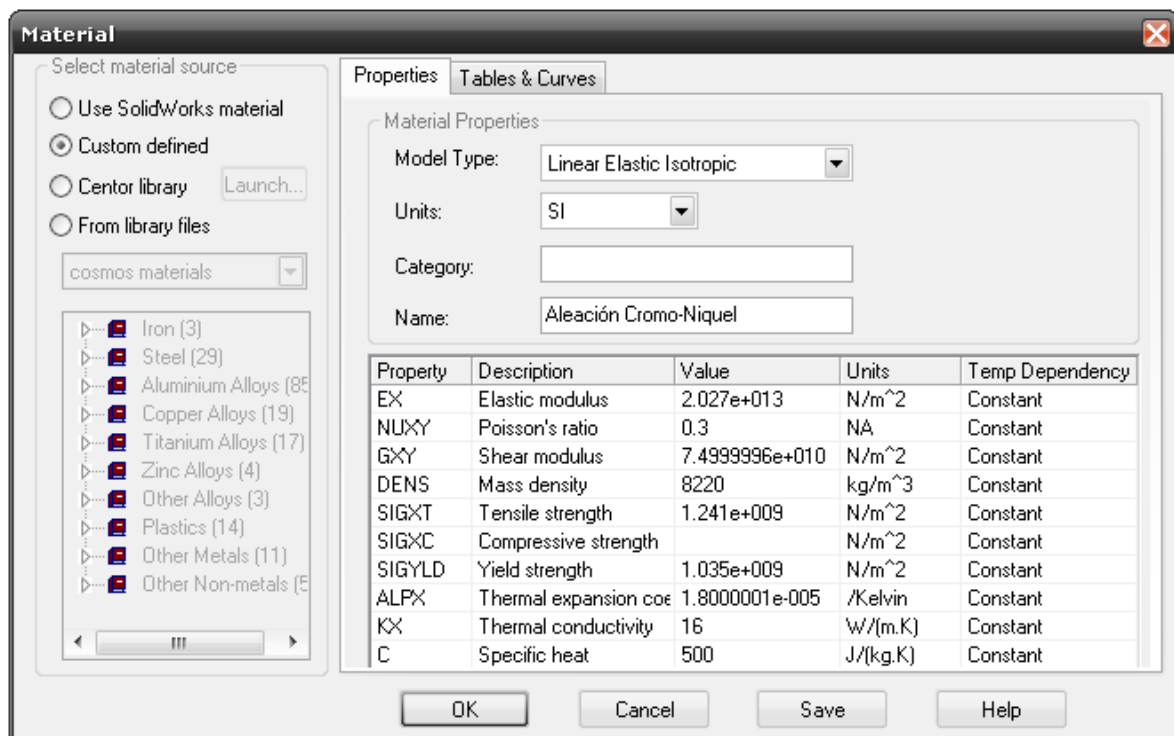 Material
Select material source
Use SolidWorks material
Custom defined
Centor library Launch...
From library files
cosmos materials
Iron (3)
Steel (29)
Aluminium Alloys (85
Copper Alloys (19)
Titanium Alloys (17)
Zinc Alloys (4)
Other Alloys (3)
Plastics (14)
Other Metals (11)
Other Non-metals (5
Properties Tables & Curves
Material Properties
Model Type: Linear Elastic Isotropic
Units: SI
Category:
Name: Aleación Cromo-Niquel
Property Description Value Units Temp Dependency
EX Elastic modulus 2.027e+013 N/m^2 Constant
NUXY Poisson's ratio 0.3 NA Constant
GXY Shear modulus 7.4999996e+010 N/m^2 Constant
DENS Mass density 8220 kg/m^3 Constant
SIGXT Tensile strength 1.241e+009 N/m^2 Constant
SIGXC Compressive strength N/m^2 Constant
SIGYLD Yield strength 1.035e+009 N/m^2 Constant
ALPX Thermal expansion coe 1.8000001e-005 /Kelvin Constant
KX Thermal conductivity 16 W/(m.K) Constant
C Specific heat 500 J/(kg.K) Constant
OK Cancel Save Help